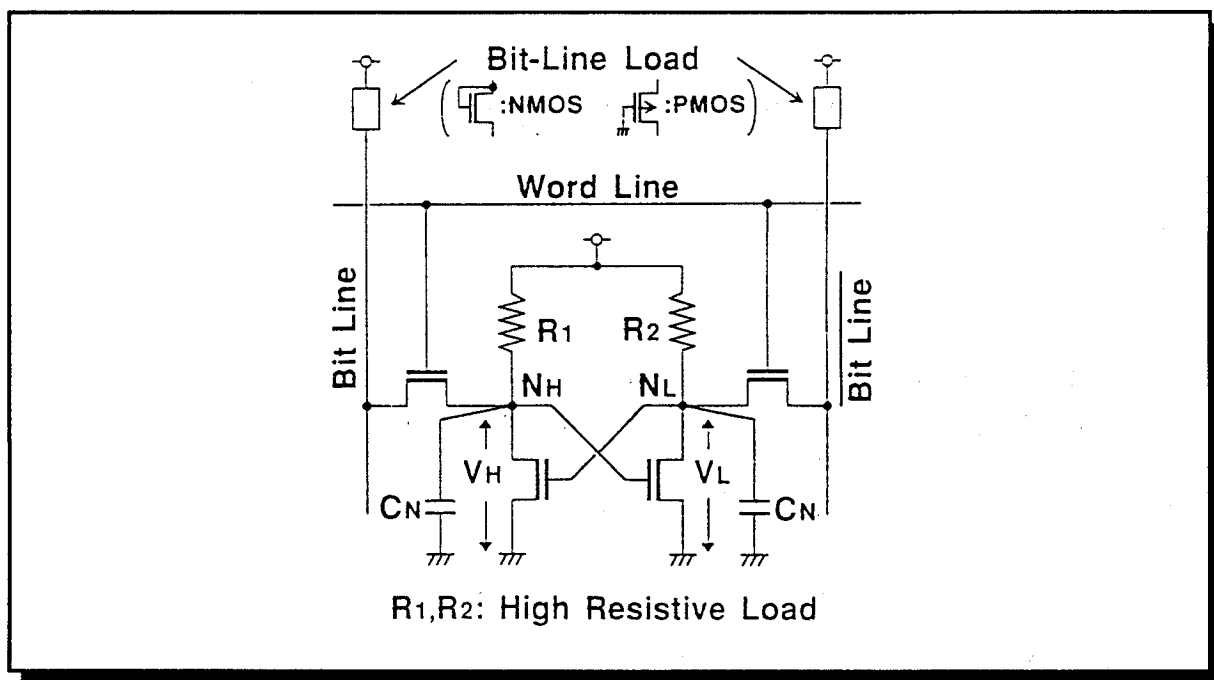 Bit-Line Load
( :NMOS :PMOS )
Word Line
Bit Line
Bit Line
R1
R2
NH
NL
VH
VL
CN
CN
R1,R2: High Resistive Load